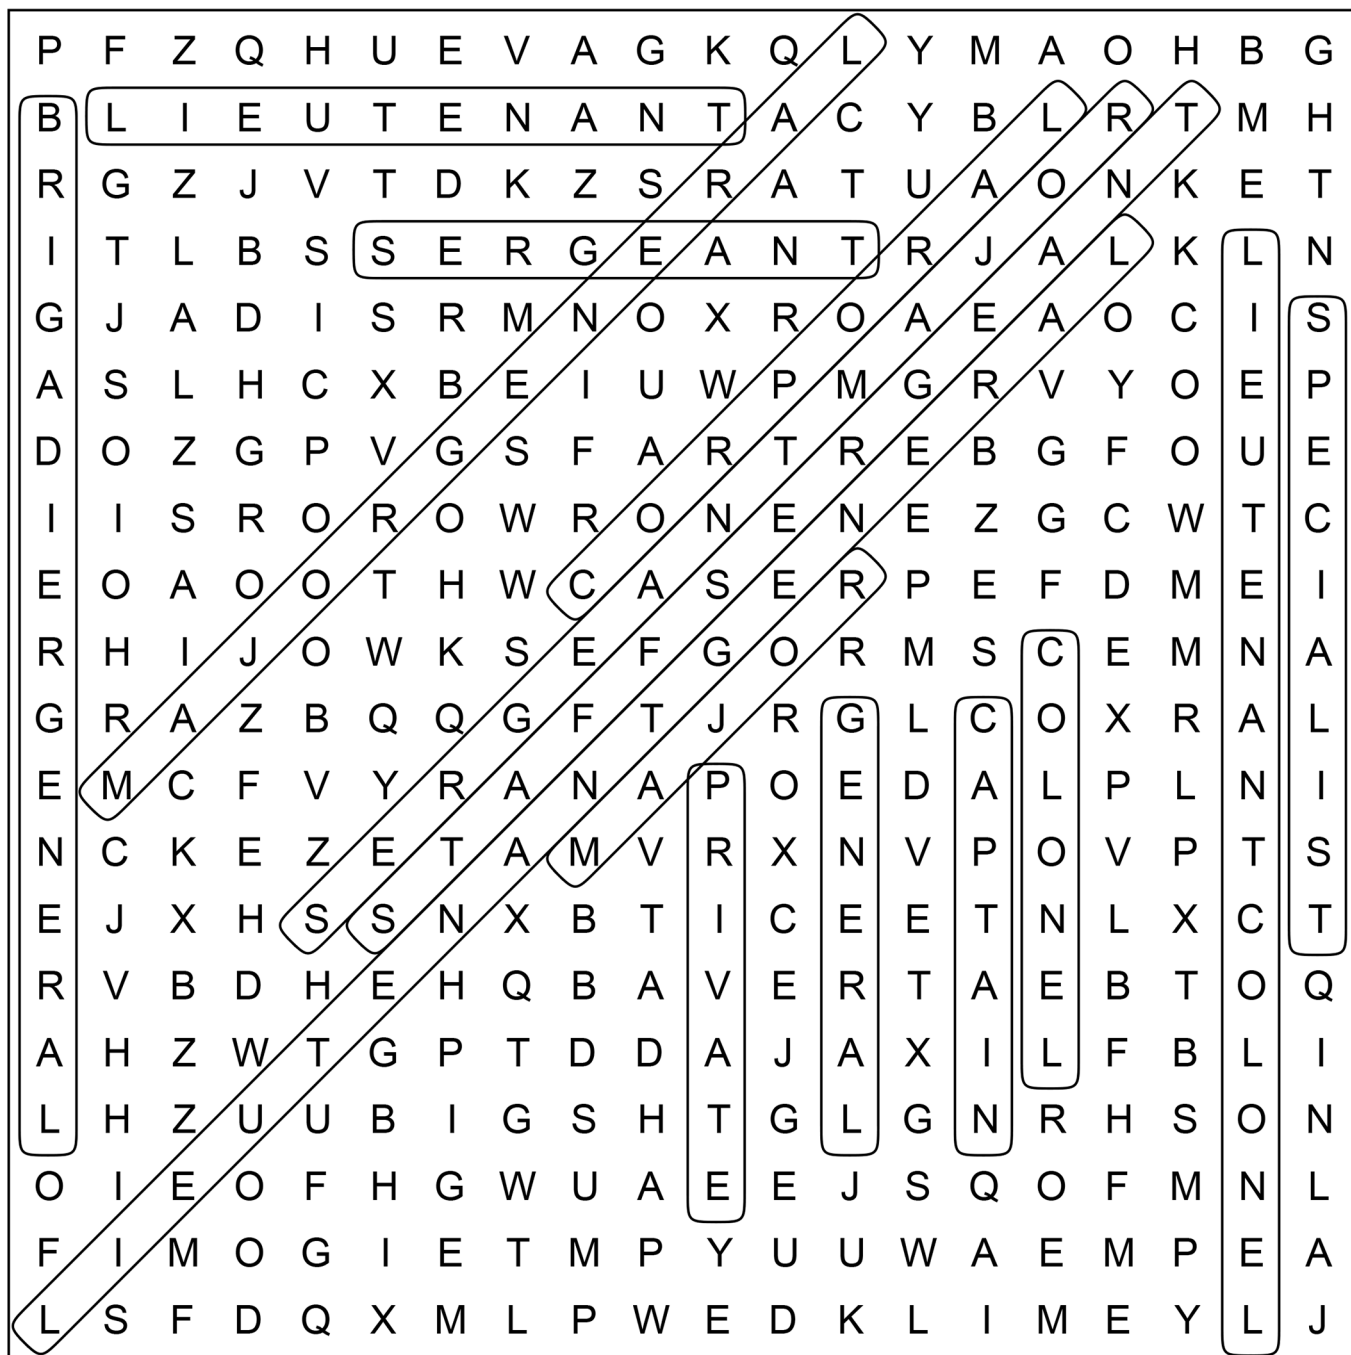 P F Z Q H U E V A G K Q L Y M A O H B G
B L I E U T E N A N T A C Y B L R T M H
R G Z J V T D K Z S R A T U A O N K E T
I T L B S S E R G E A N T R J A L K L N
G J A D I S R M N O X R O A E A O C I S
A S L H C X B E I U W P M G R V Y O E P
D O Z G P V G S F A R T R E B G F O U E
I I S R O R O W R O N E N E Z G C W T C
E O A O O T H W C A S E R P E F D M E I
R H I J O W K S E F G O R M S C E M N A
G R A Z B Q Q G F T J R G L C O X R A L
E M C F V Y R A N A P O E D A L P L N I
N C K E Z E T A M V R X N V P O V P T S
E J X H S S N X B T I C E E T N L X C T
R V B D H E H Q B A V E R T A E B T O Q
A H Z W T G P T D D A J A X I L F B L I
L H Z U U B I G S H T G L G N R H S O N
O I E O F H G W U A E E J S Q O F M N L
F I M O G I E T M P Y U U W A E M P E A
L S F D Q X M L P W E D K L I M E Y L J